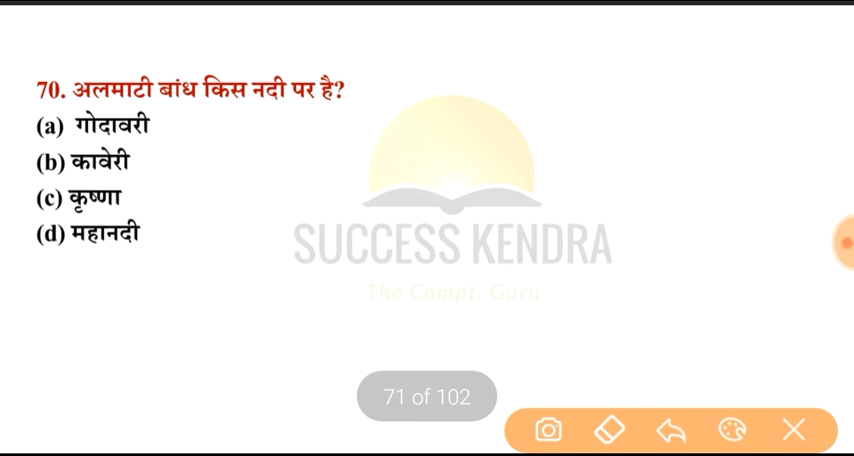 70. अलमाटी बांध किस नदी पर है?
(a) गोदावरी
(b) कावेरी
(c) कृष्णा
(d) महानदी
SUCCESS KENDRA
The Compt. Guru
71 of 102